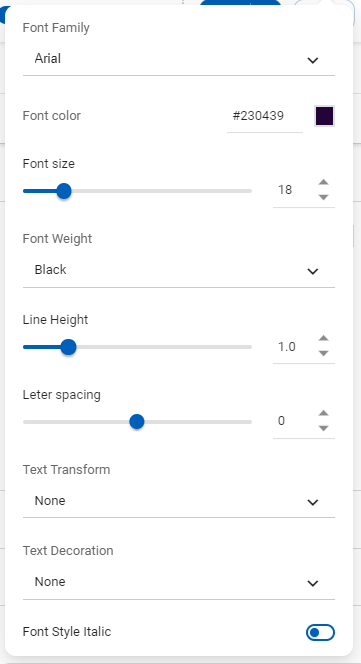 Font Family
Arial
Font color
#230439
Font size
18
Font Weight
Black
Line Height
1.0
Leter spacing
0
Text Transform
None
Text Decoration
None
Font Style Italic